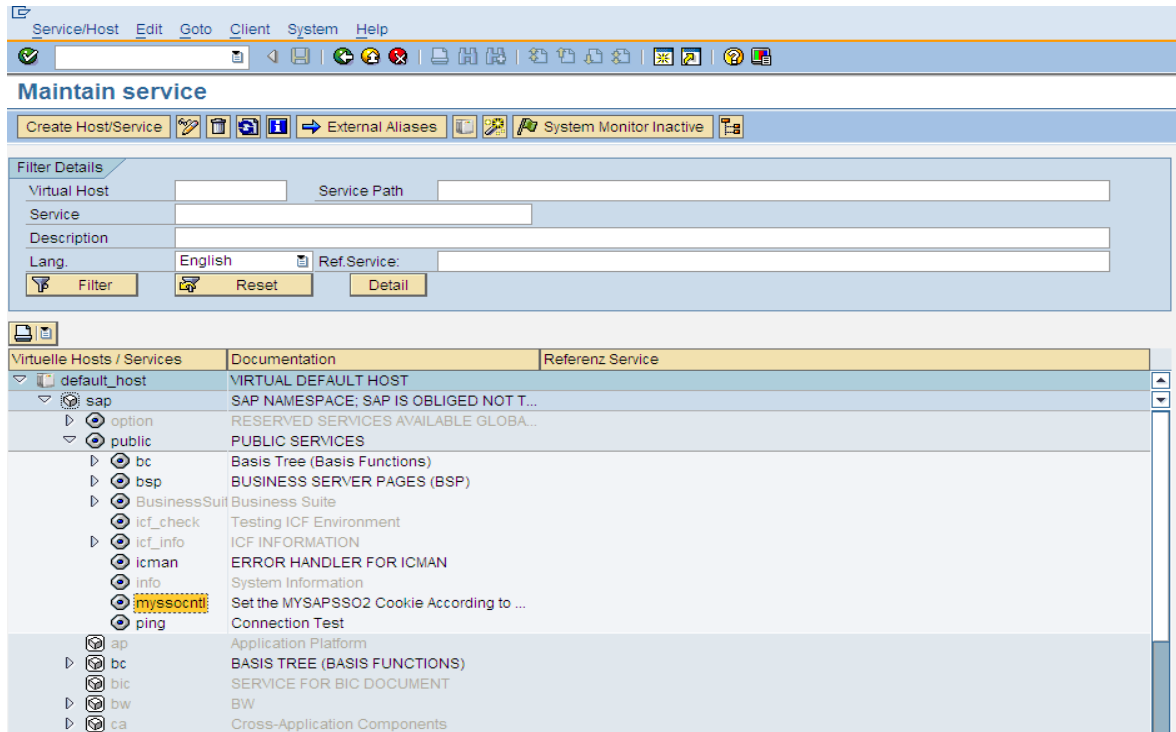 Service/Host Edit Goto Client System Help
Maintain service
Create Host/Service External Aliases System Monitor Inactive
Filter Details
Virtual Host Service Path
Service
Description
Lang. English Ref.Service:
Filter Reset Detail
Virtuelle Hosts / Services Documentation Referenz Service
default_host VIRTUAL DEFAULT HOST
sap SAP NAMESPACE; SAP IS OBLIGED NOT T...
option RESERVED SERVICES AVAILABLE GLOBA...
public PUBLIC SERVICES
bc Basis Tree (Basis Functions)
bsp BUSINESS SERVER PAGES (BSP)
BusinessSuit Business Suite
icf_check Testing ICF Environment
icf_info ICF INFORMATION
icman ERROR HANDLER FOR ICMAN
info System Information
myssocntl Set the MYSAPSSO2 Cookie According to ...
ping Connection Test
ap Application Platform
bc BASIS TREE (BASIS FUNCTIONS)
bic SERVICE FOR BIC DOCUMENT
bw BW
ca Cross-Application Components